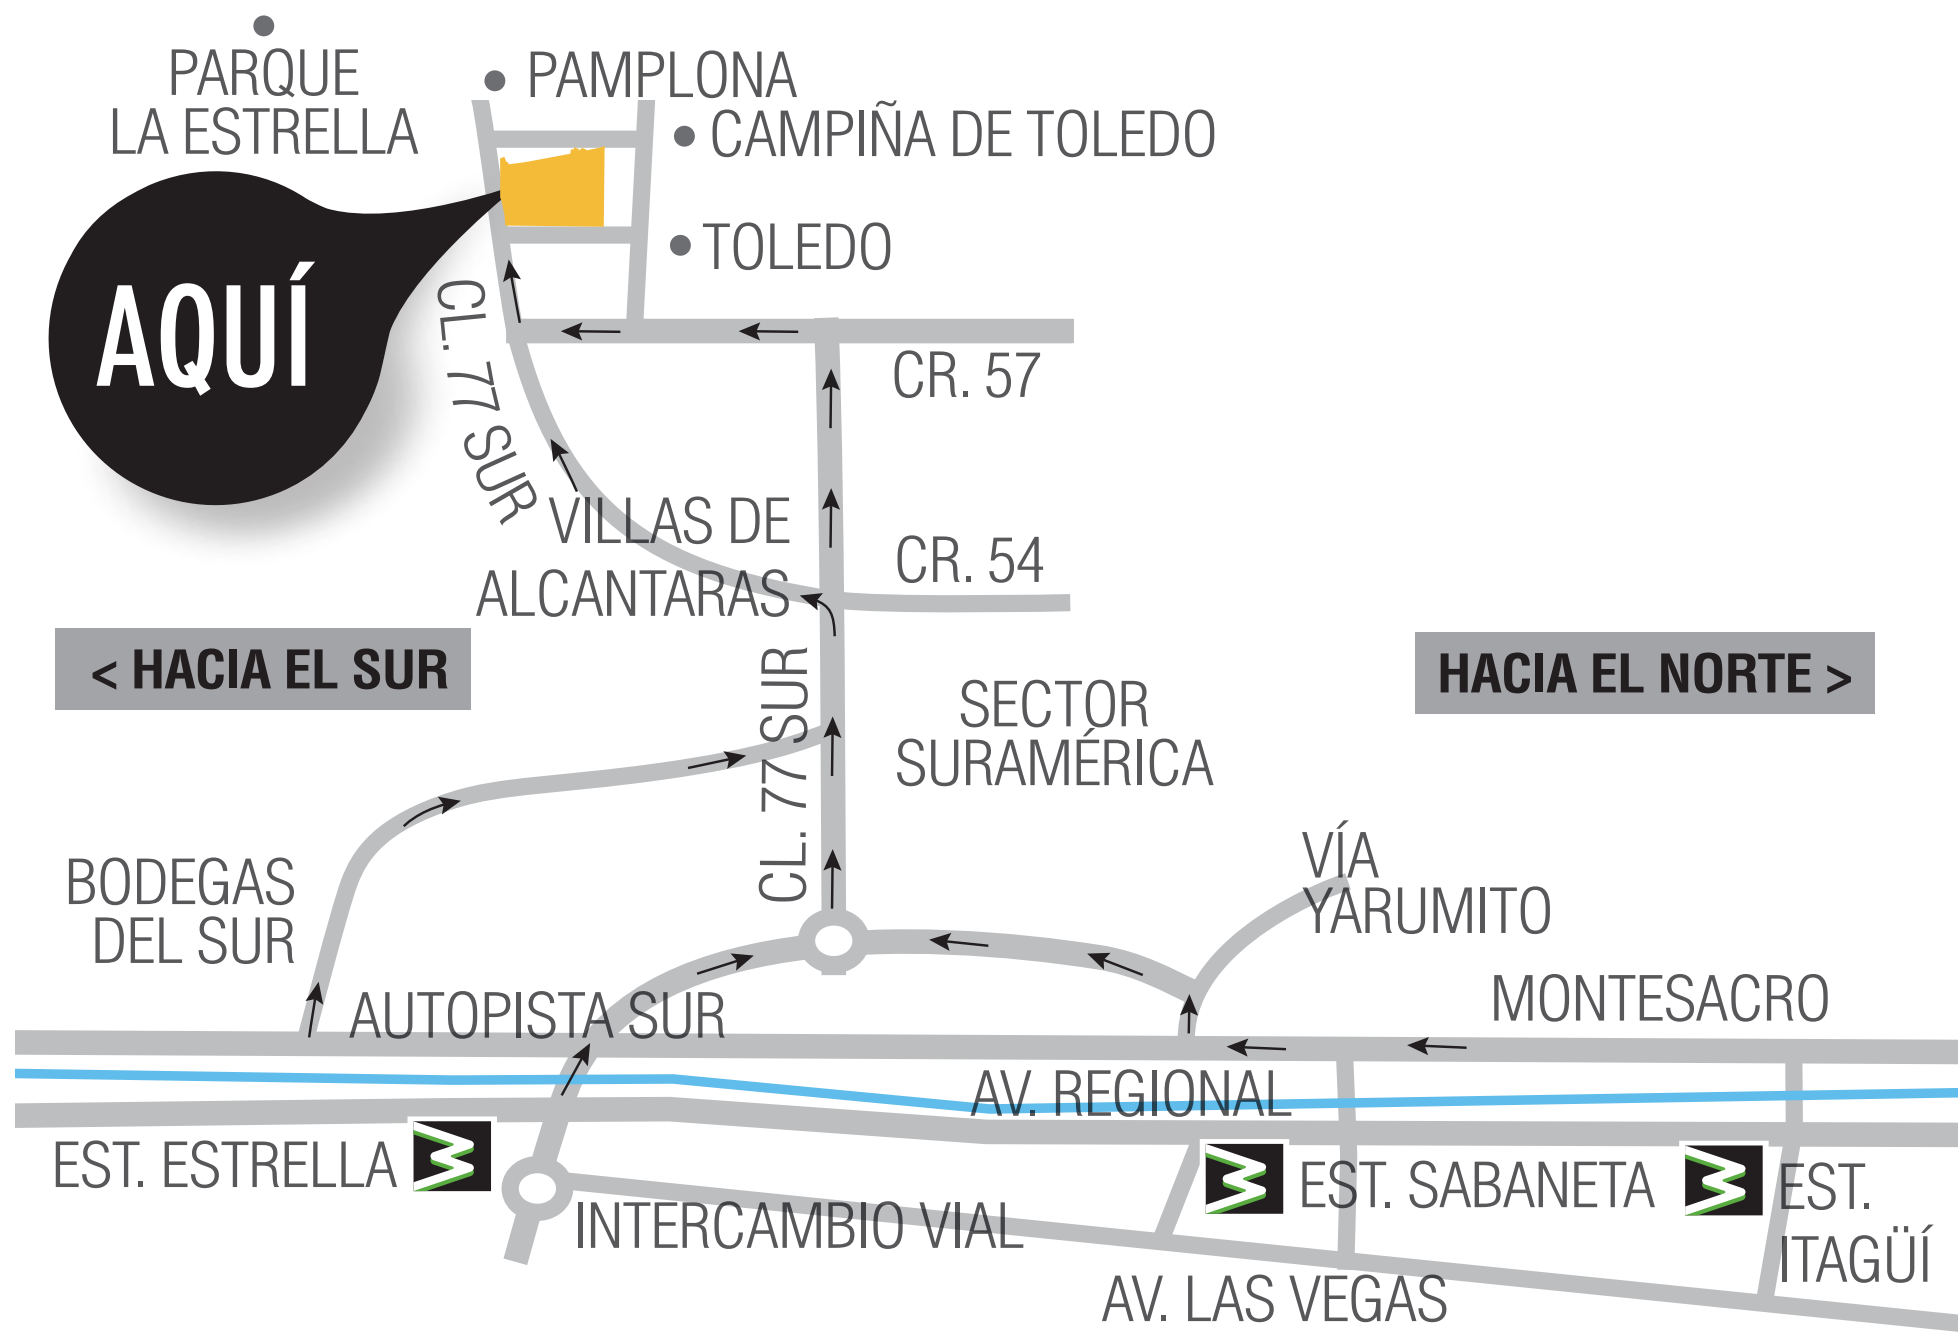 PARQUE
LA ESTRELLA
PAMPLONA
CAMPIÑA DE TOLEDO
TOLEDO
AQUÍ
CL. 77 SUR
CR. 57
VILLAS DE
ALCANTARAS
CR. 54
< HACIA EL SUR
HACIA EL NORTE >
CL. 77 SUR
SECTOR
SURAMÉRICA
BODEGAS
DEL SUR
VÍA
YARUMITO
AUTOPISTA SUR
MONTESACRO
AV. REGIONAL
EST. ESTRELLA
EST. SABANETA
EST.
ITAGÜÍ
INTERCAMBIO VIAL
AV. LAS VEGAS